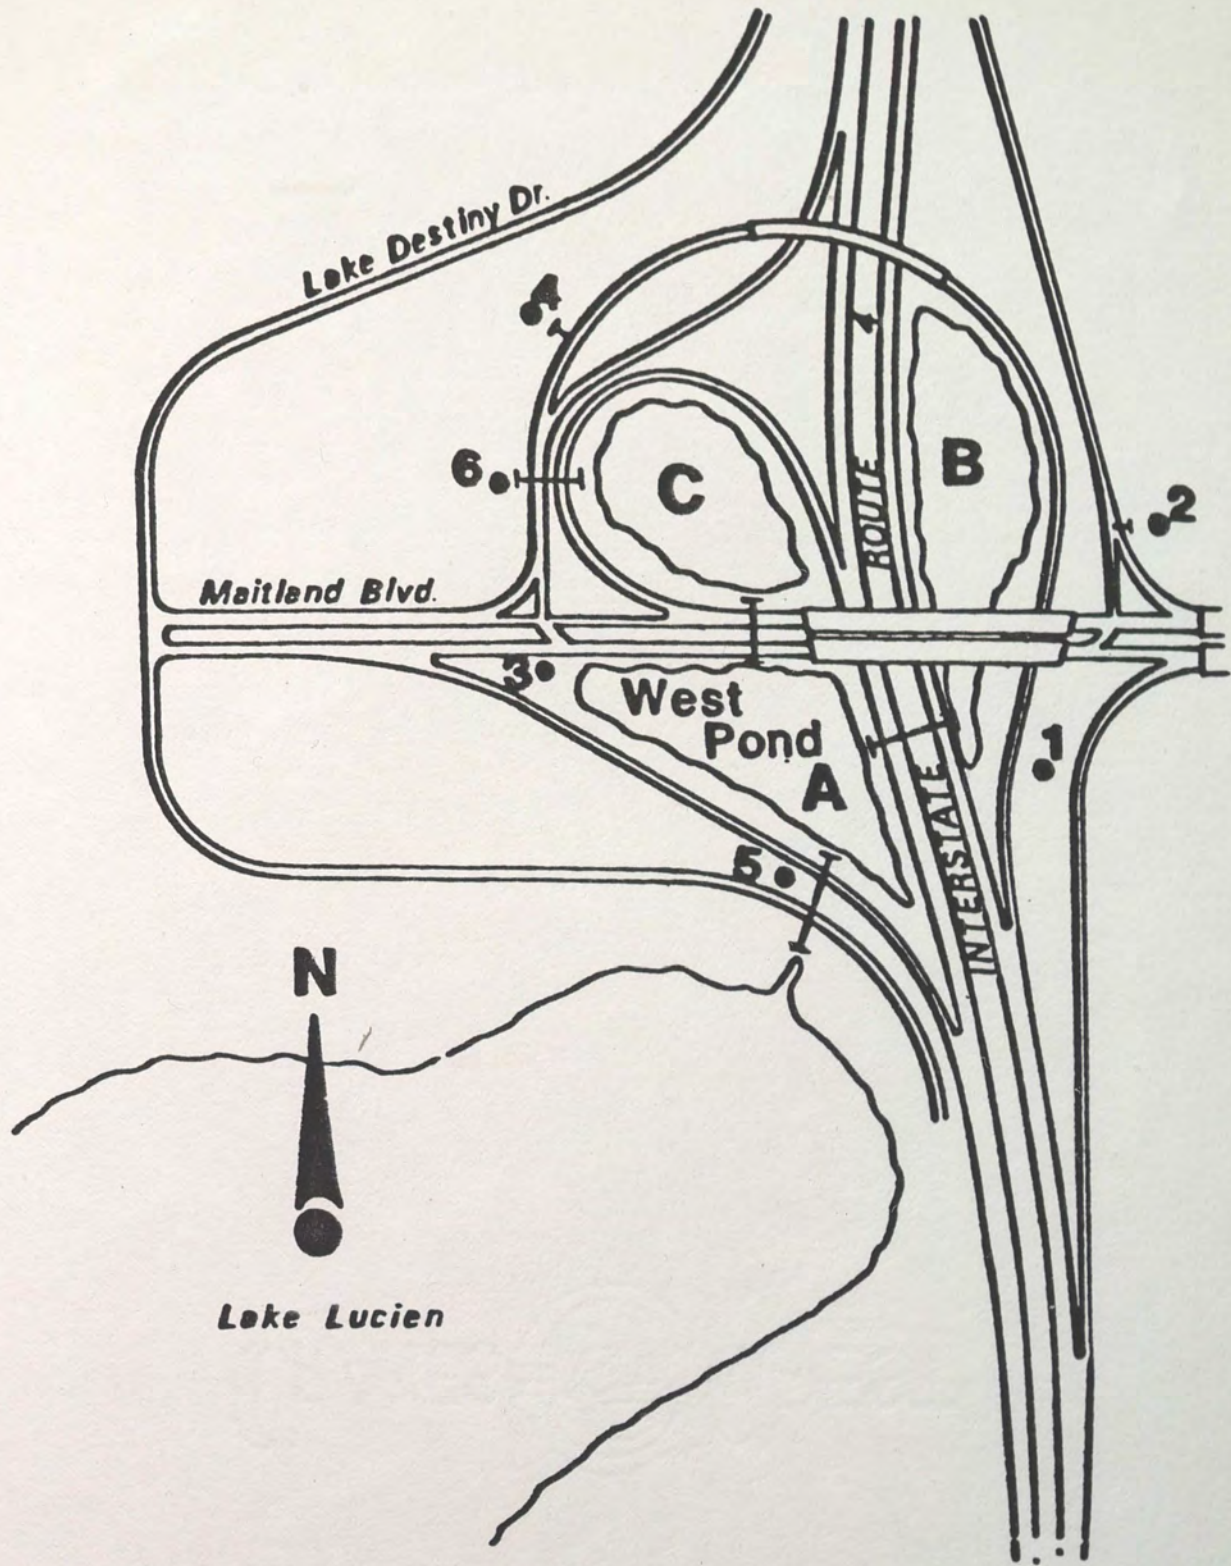 Lake Destiny Dr.
4
4
6
C
B
2
ROUTE
Maitland Blvd.
3
West
Pond
A
1
5
INTERSTATE
N
Lake Lucien